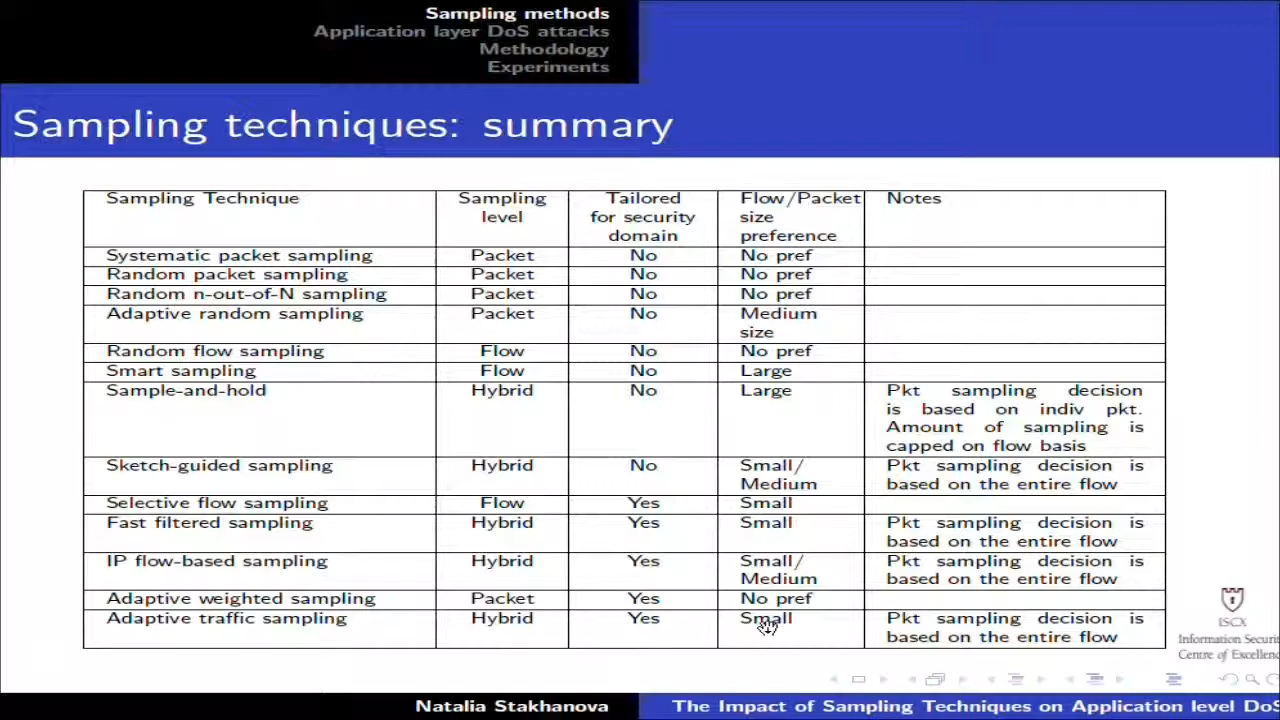 Sampling methods
Application layer DoS attacks
Methodology
Experiments
Sampling techniques: summary
Sampling Technique Sampling level Tailored for security domain Flow/Packet size preference Notes
Systematic packet sampling Packet No No pref
Random packet sampling Packet No No pref
Random n-out-of-N sampling Packet No No pref
Adaptive random sampling Packet No Medium size
Random flow sampling Flow No No pref
Smart sampling Flow No Large
Sample-and-hold Hybrid No Large Pkt sampling decision is based on indiv pkt. Amount of sampling is capped on flow basis
Sketch-guided sampling Hybrid No Small/ Medium Pkt sampling decision is based on the entire flow
Selective flow sampling Flow Yes Small
Fast filtered sampling Hybrid Yes Small Pkt sampling decision is based on the entire flow
IP flow-based sampling Hybrid Yes Small/ Medium Pkt sampling decision is based on the entire flow
Adaptive weighted sampling Packet Yes No pref
Adaptive traffic sampling Hybrid Yes Small Pkt sampling decision is based on the entire flow
ISCX
Information Securi
Centre of Excellenc
Natalia Stakhanova
The Impact of Sampling Techniques on Application level DoS